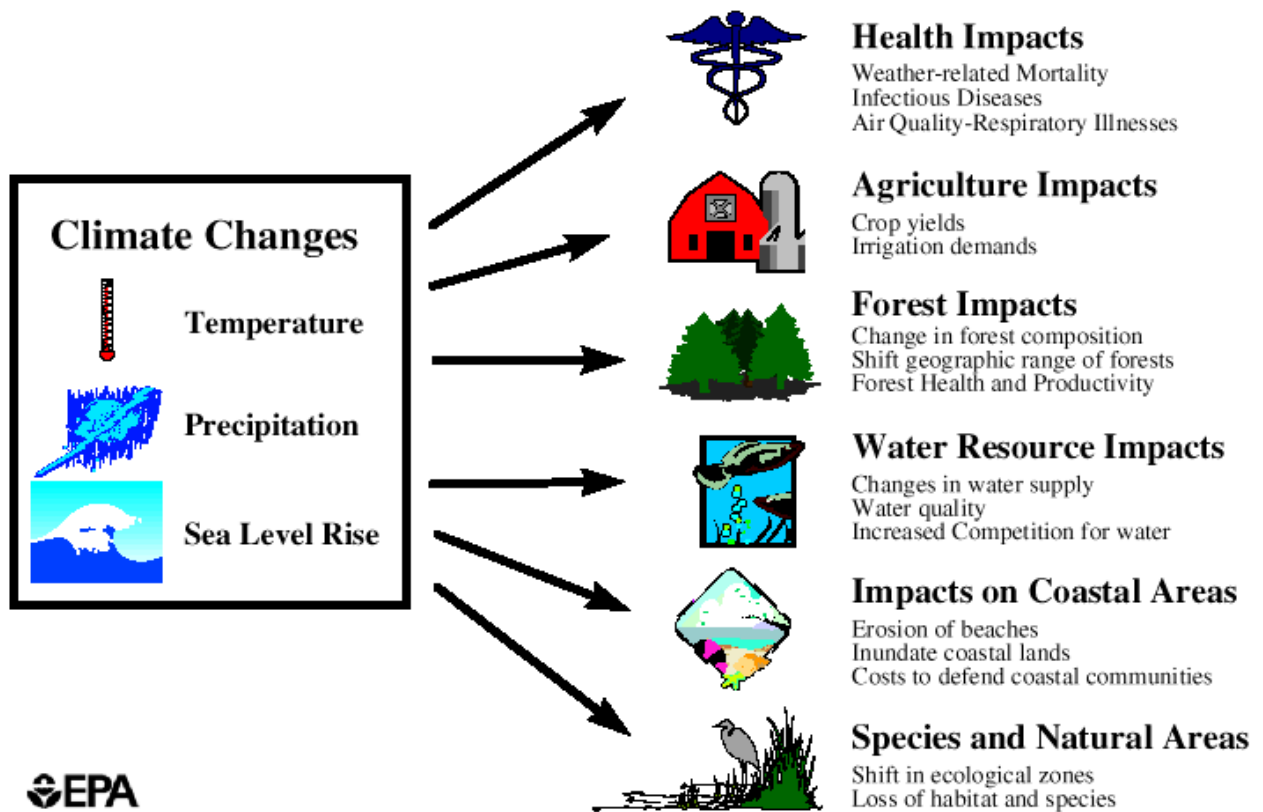 Climate Changes
Temperature
Precipitation
Sea Level Rise
Health Impacts
Weather-related Mortality
Infectious Diseases
Air Quality-Respiratory Illnesses
Agriculture Impacts
Crop yields
Irrigation demands
Forest Impacts
Change in forest composition
Shift geographic range of forests
Forest Health and Productivity
Water Resource Impacts
Changes in water supply
Water quality
Increased Competition for water
Impacts on Coastal Areas
Erosion of beaches
Inundate coastal lands
Costs to defend coastal communities
Species and Natural Areas
Shift in ecological zones
Loss of habitat and species
EPA